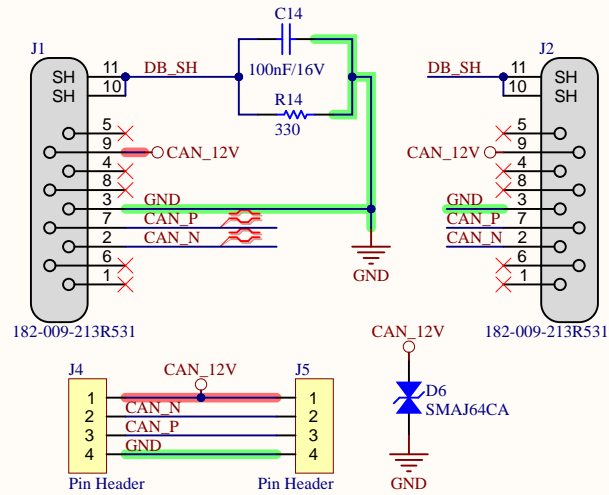 C14
J1
J2
11
SH
DB_SH
DB_SH
11
SH
SH
10
100nF/16V
10
SH
R14
5
330
5
9
CAN_12V
CAN_12V
9
4
4
8
8
GND
3
GND
3
7
CAN_P
CAN_P
7
2
CAN_N
CAN_N
2
6
GND
6
1
1
182-009-213R531
182-009-213R531
CAN_12V
J4
CAN_12V
J5
1
1
2
CAN_N
2
D6
3
CAN_P
3
SMAJ64CA
4
GND
4
Pin Header
Pin Header
GND